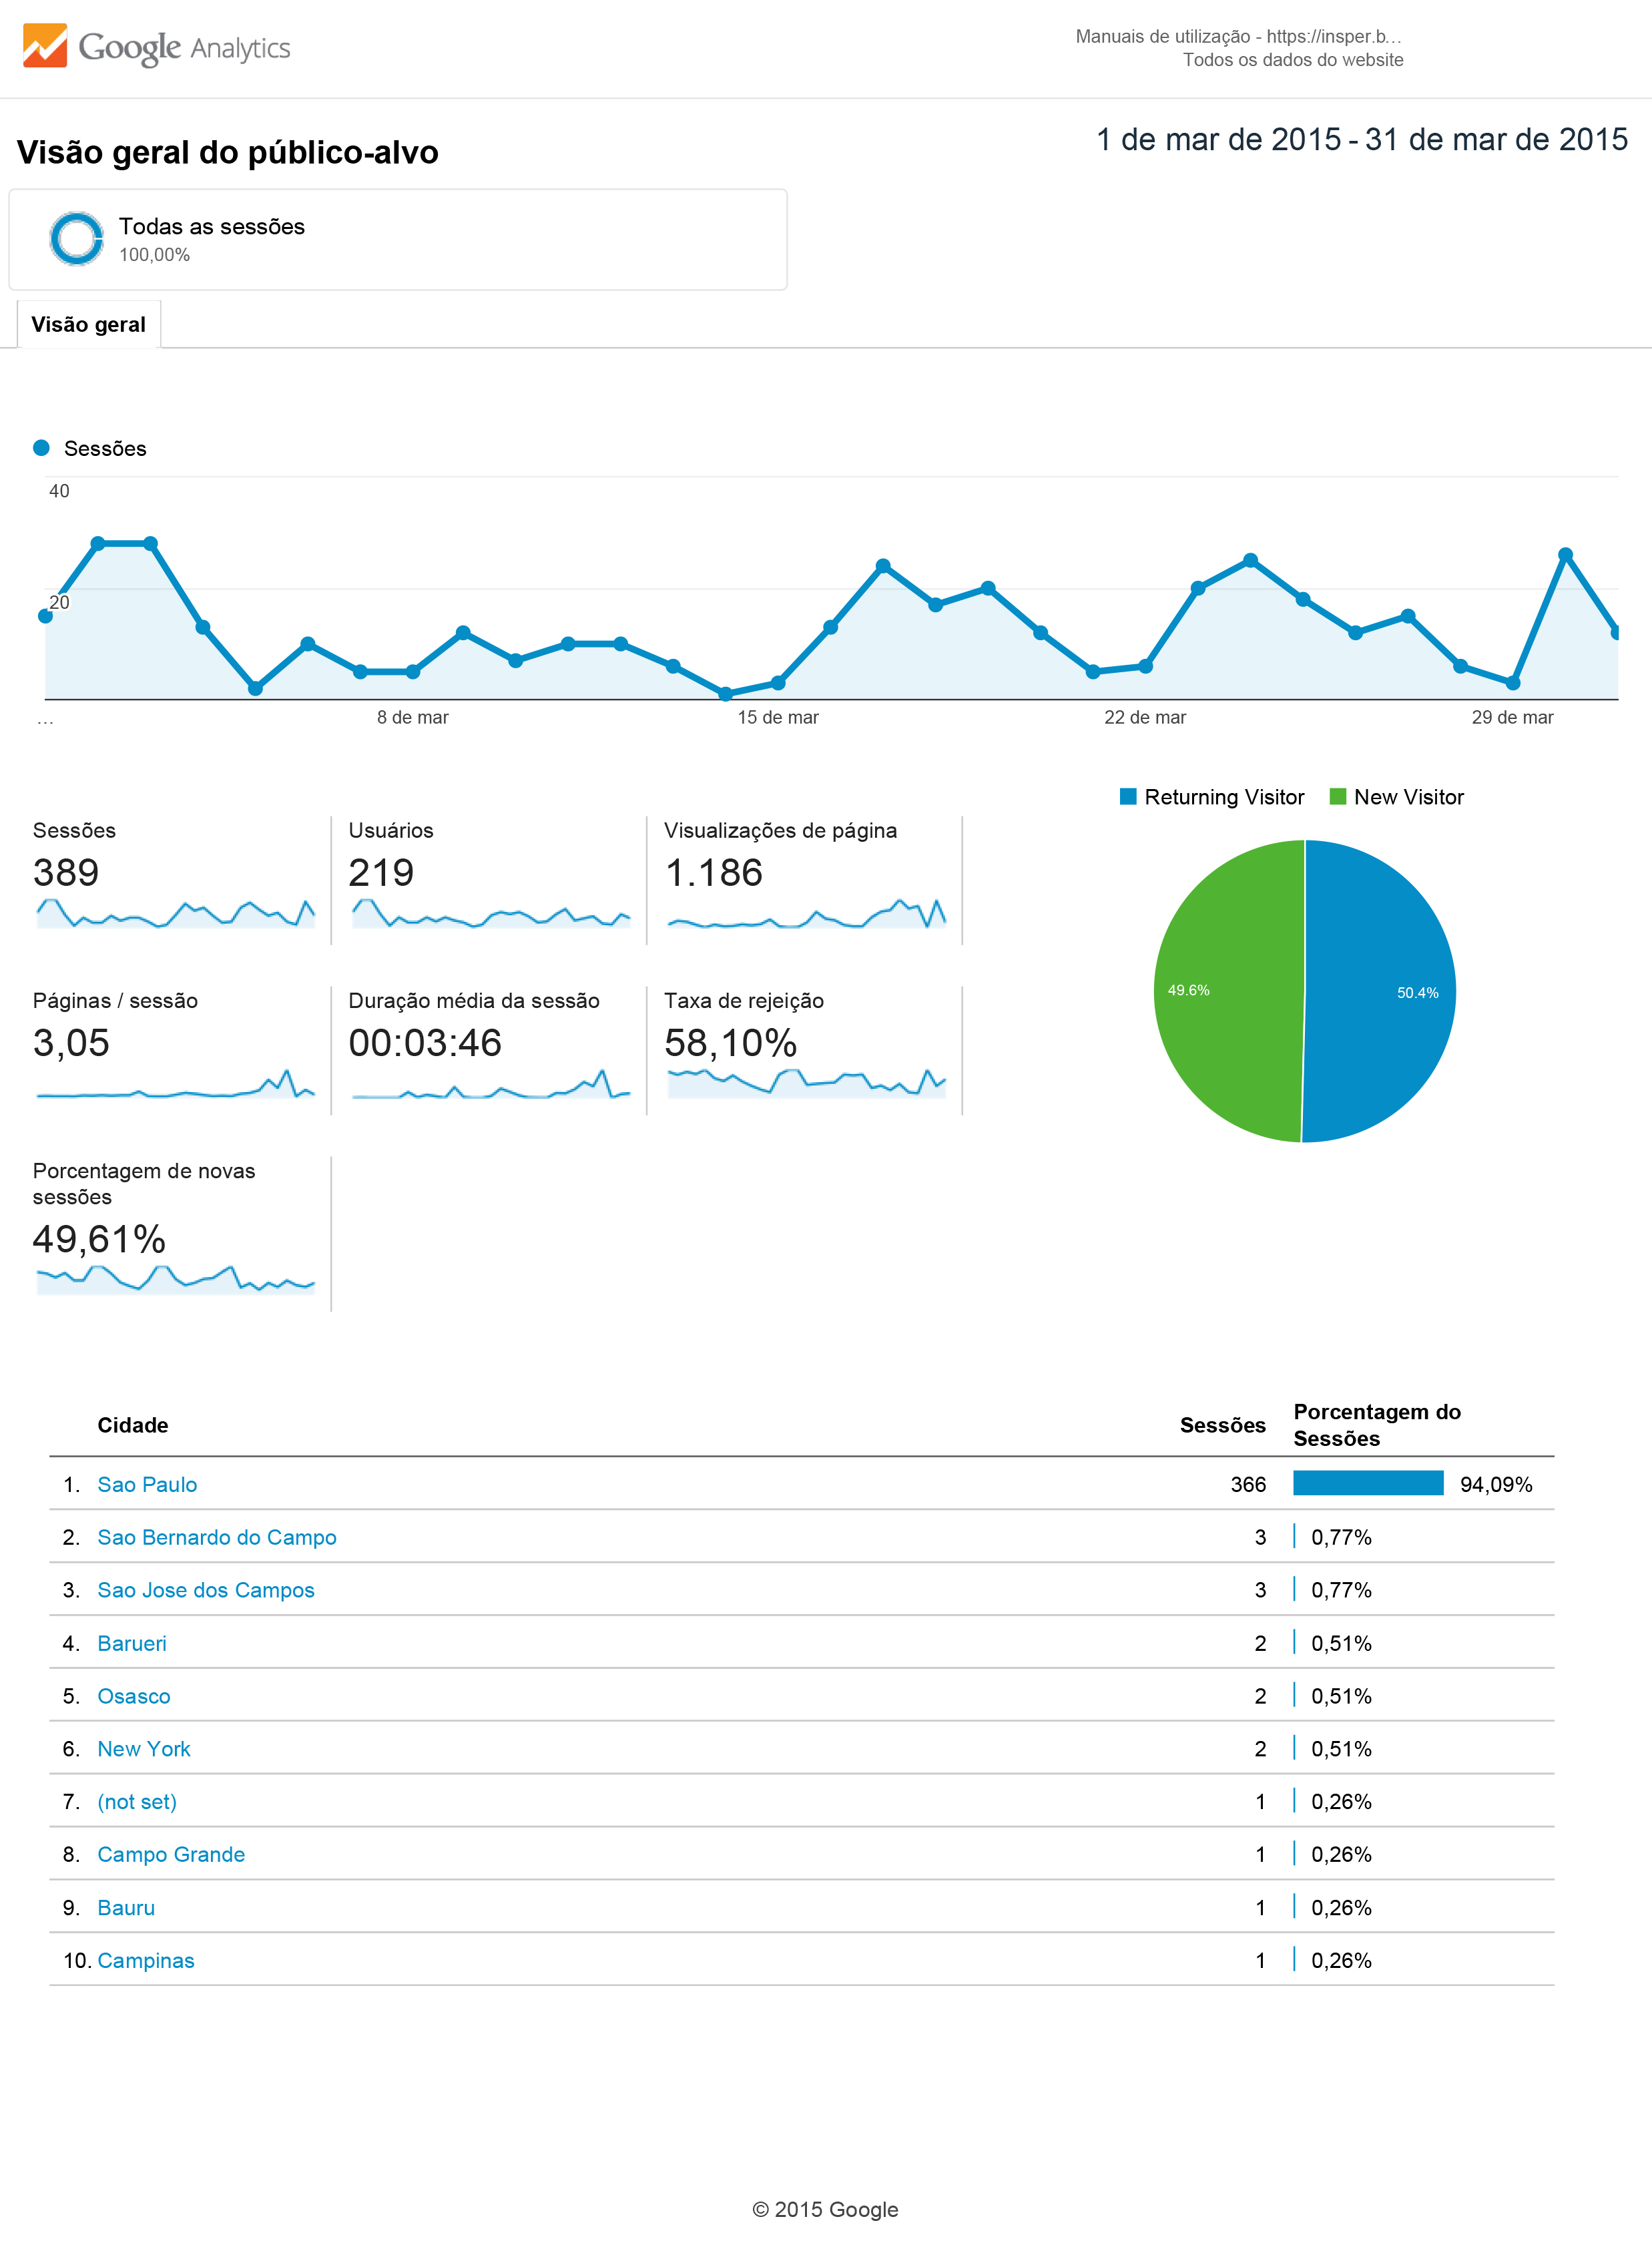 Google Analytics
Manuais de utilização - https://insper.b...
Todos os dados do website
Visão geral do público-alvo
1 de mar de 2015 - 31 de mar de 2015
Todas as sessões
100,00%
Visão geral
Sessões
40
20
...
8 de mar
15 de mar
22 de mar
29 de mar
Returning Visitor
New Visitor
Sessões
389
Usuários
219
Visualizações de página
1.186
49.6%
50.4%
Páginas / sessão
3,05
Duração média da sessão
00:03:46
Taxa de rejeição
58,10%
Porcentagem de novas
sessões
49,61%
Cidade Sessões Porcentagem do
Sessões
1. Sao Paulo 366 94,09%
2. Sao Bernardo do Campo 3 0,77%
3. Sao Jose dos Campos 3 0,77%
4. Barueri 2 0,51%
5. Osasco 2 0,51%
6. New York 2 0,51%
7. (not set) 1 0,26%
8. Campo Grande 1 0,26%
9. Bauru 1 0,26%
10. Campinas 1 0,26%
© 2015 Google